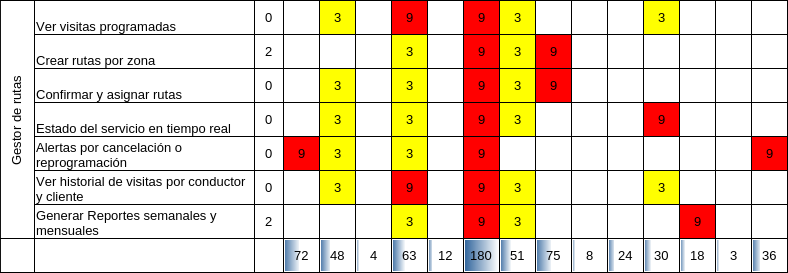 Gestor de rutas
Ver visitas programadas 0 3 9 9 3 3
Crear rutas por zona 2 3 9 3 9
Confirmar y asignar rutas 0 3 3 9 3 9
Estado del servicio en tiempo real 0 3 3 9 3 9
Alertas por cancelación o
reprogramación 0 9 3 3 9 9
Ver historial de visitas por conductor
y cliente 0 3 9 9 3 3
Generar Reportes semanales y
mensuales 2 3 9 3 9
72 48 4 63 12 180 51 75 8 24 30 18 3 36